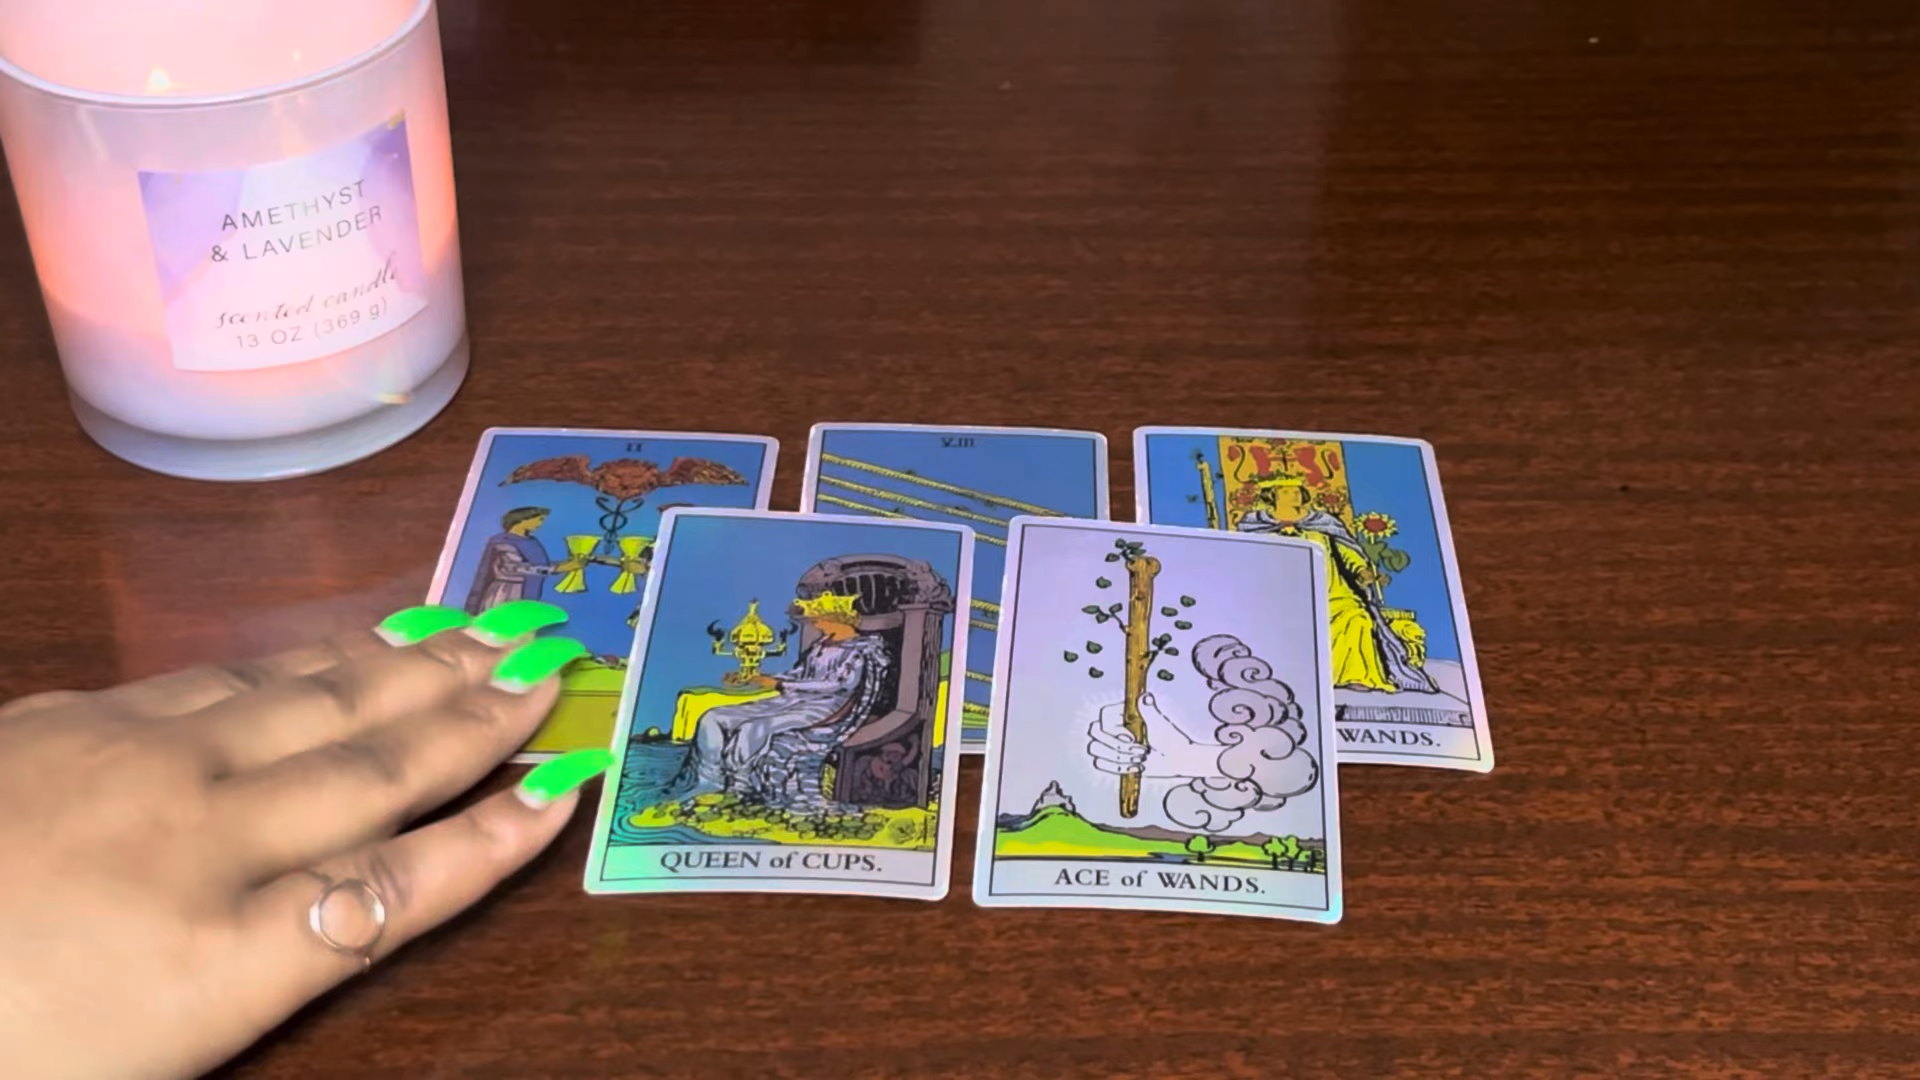 AMETHYST
& LAVENDER
scented candle
13 OZ (369 g)
II
VIII
WANDS.
QUEEN of CUPS.
ACE of WANDS.